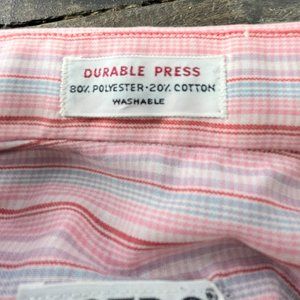 DURABLE PRESS
80% POLYESTER · 20% COTTON
WASHABLE